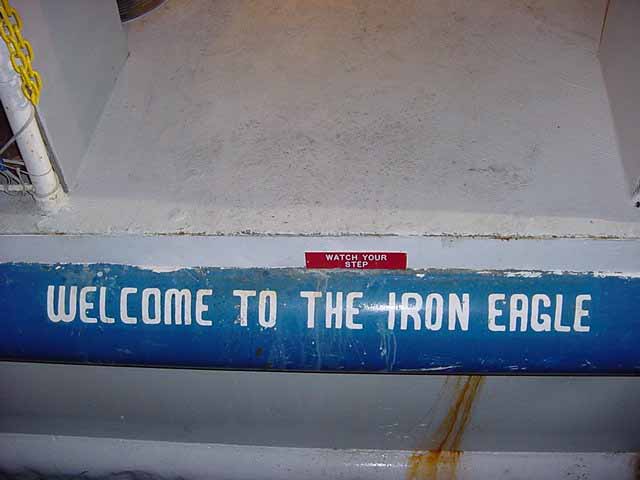 WATCH YOUR
STEP
WELCOME TO THE IRON EAGLE